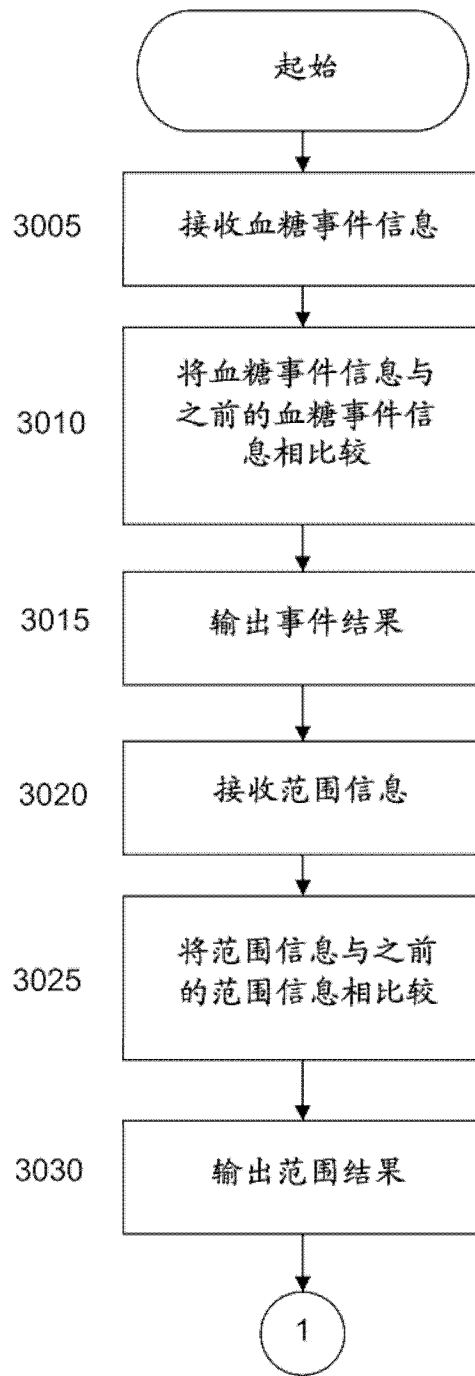 起始
3005
接收血糖事件信息
3010
将血糖事件信息与
之前的血糖事件信
息相比较
3015
输出事件结果
3020
接收范围信息
3025
将范围信息与之前
的范围信息相比较
3030
输出范围结果
1